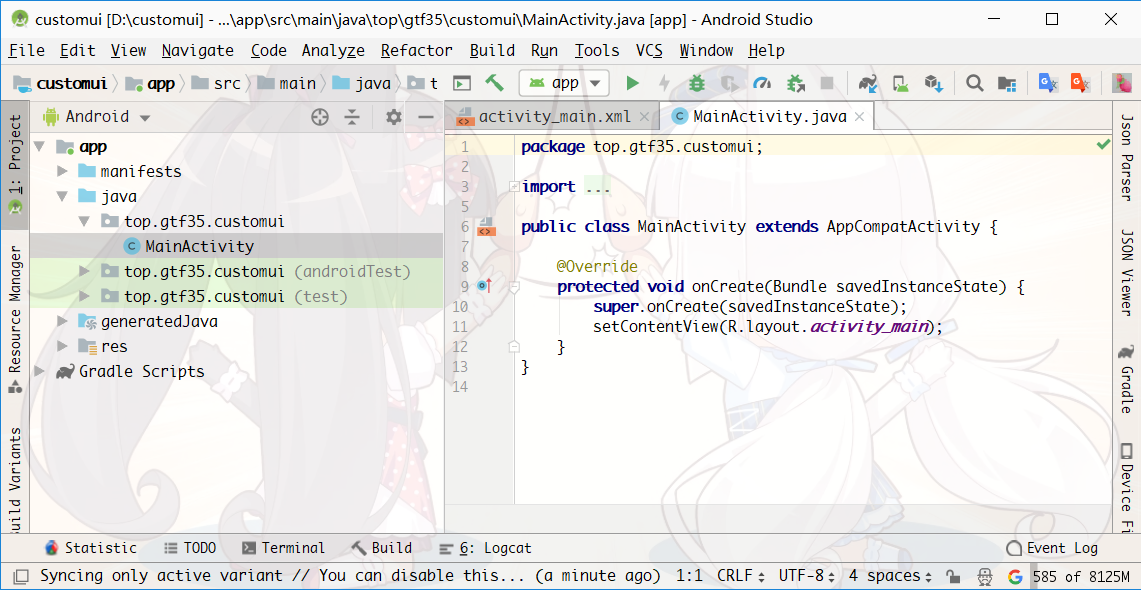 customui [D:\customui] - ...\app\src\main\java\top\gtf35\customui\MainActivity.java [app] - Android Studio
File Edit View Navigate Code Analyze Refactor Build Run Tools VCS Window Help
customui app src main java t app
1: Project
Resource Manager
uild Variants
Android
app
manifests
java
top.gtf35.customui
MainActivity
top.gtf35.customui (androidTest)
top.gtf35.customui (test)
generatedJava
res
Gradle Scripts
activity_main.xml MainActivity.java
1 package top.gtf35.customui;
2
3 import ...
5
6 public class MainActivity extends AppCompatActivity {
7
8 @Override
9 protected void onCreate(Bundle savedInstanceState) {
10 super.onCreate(savedInstanceState);
11 setContentView(R.layout.activity_main);
12 }
13 }
14
Json Parser
JSON Viewer
Gradle
Device Fi
Statistic TODO Terminal Build 6: Logcat Event Log
Syncing only active variant // You can disable this... (a minute ago) 1:1 CRLF UTF-8 4 spaces 585 of 8125M